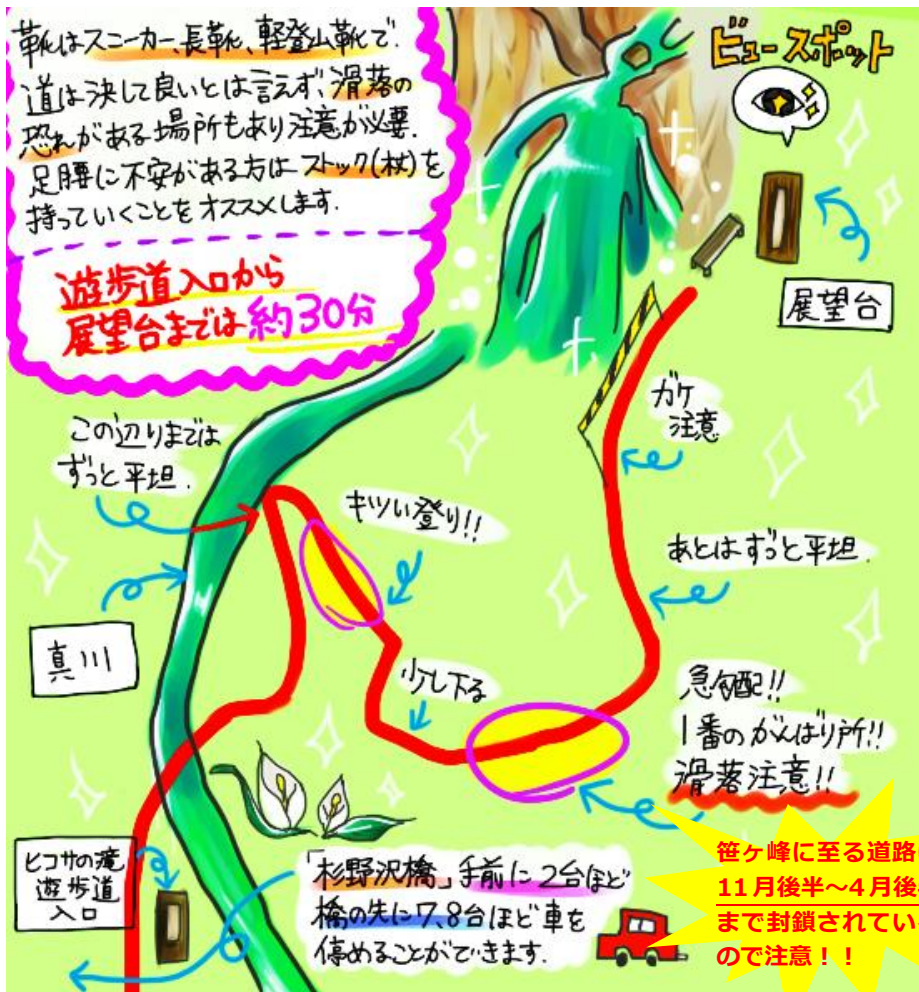 靴はスニーカー、長靴、軽登山靴で.
道は決して良いとは言えず、滑落の
恐れがある場所もあり注意が必要.
足腰に不安がある方はストック(杖)を
持っていくことをオススメします.
遊歩道入口から
展望台までは約30分
ビュースポット
展望台
ガケ
注意
この辺りまでは
ずっと平坦.
キツい登り!!
あとはずっと平坦.
真川
少し下る
急勾配!!
1番のがんばり所!!
滑落注意!!
ヒコサの滝
遊歩道
入口
「杉野沢橋」手前に2台ほど
橋の先に7、8台ほど車を
停めることができます.
笹ヶ峰に至る道路
11月後半～4月後
まで封鎖されてい
ので注意！！